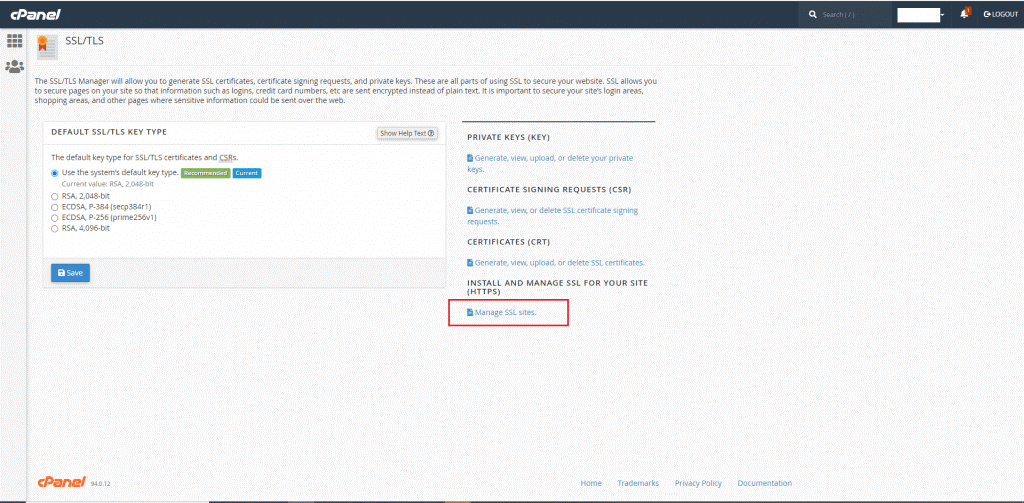 cPanel
Search ( / )
1
LOGOUT
SSL/TLS
The SSL/TLS Manager will allow you to generate SSL certificates, certificate signing requests, and private keys. These are all parts of using SSL to secure your website. SSL allows you
to secure pages on your site so that information such as logins, credit card numbers, etc are sent encrypted instead of plain text. It is important to secure your site's login areas,
shopping areas, and other pages where sensitive information could be sent over the web.
DEFAULT SSL/TLS KEY TYPE
Show Help Text
The default key type for SSL/TLS certificates and CSRs.
Use the system's default key type. Recommended Current
Current value: RSA, 2,048-bit
RSA, 2,048-bit
ECDSA, P-384 (secp384r1)
ECDSA, P-256 (prime256v1)
RSA, 4,096-bit
Save
PRIVATE KEYS (KEY)
Generate, view, upload, or delete your private
keys.
CERTIFICATE SIGNING REQUESTS (CSR)
Generate, view, or delete SSL certificate signing
requests.
CERTIFICATES (CRT)
Generate, view, upload, or delete SSL certificates.
INSTALL AND MANAGE SSL FOR YOUR SITE
(HTTPS)
Manage SSL sites.
cPanel 94.0.12
Home Trademarks Privacy Policy Documentation